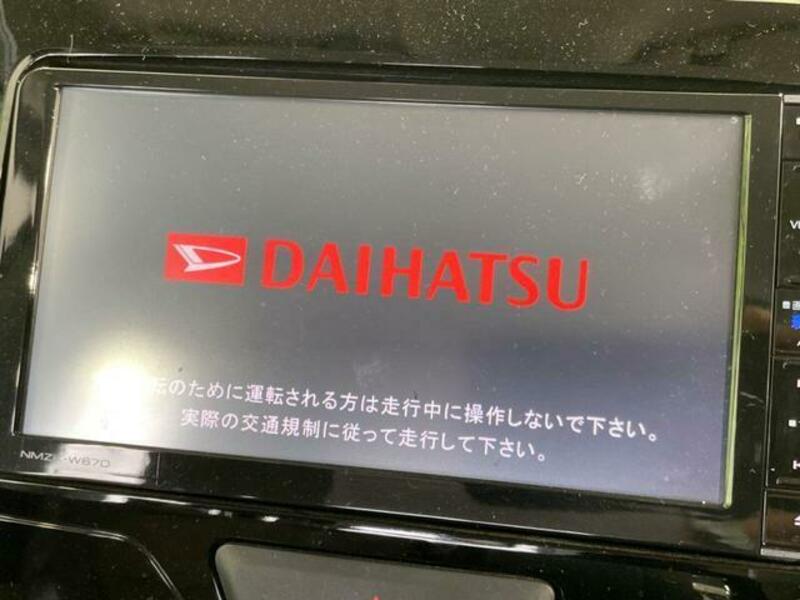 DAIHATSU
転のために運転される方は走行中に操作しないで下さい。
実際の交通規制に従って走行して下さい。
NMZK-W67D